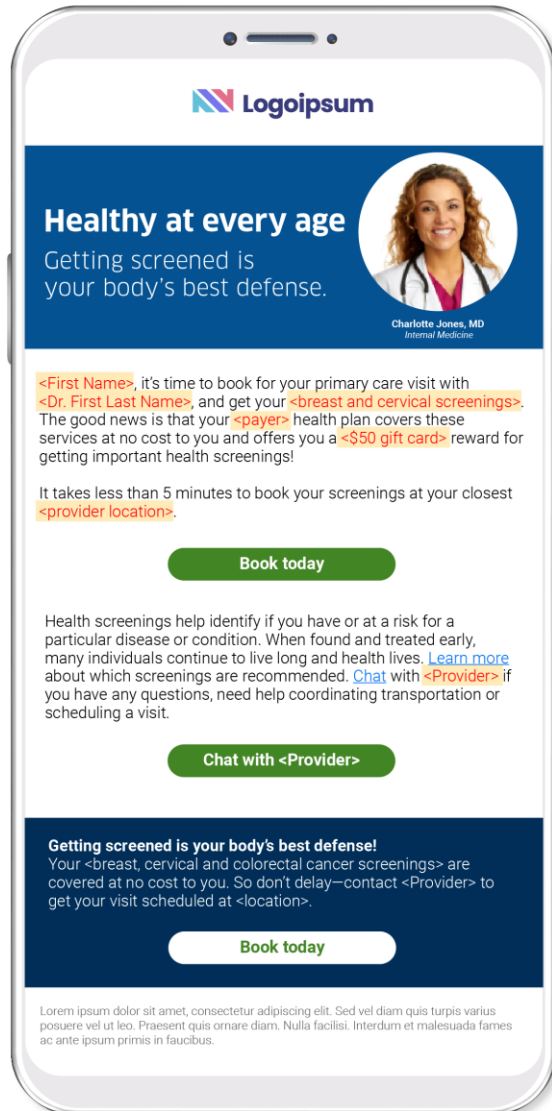 Logoipsum
Healthy at every age
Getting screened is
your body's best defense.
Charlotte Jones, MD
Internal Medicine
<First Name>, it's time to book for your primary care visit with
<Dr. First Last Name>, and get your <breast and cervical screenings>.
The good news is that your <payer> health plan covers these
services at no cost to you and offers you a <$50 gift card> reward for
getting important health screenings!
It takes less than 5 minutes to book your screenings at your closest
<provider location>.
Book today
Health screenings help identify if you have or at a risk for a
particular disease or condition. When found and treated early,
many individuals continue to live long and health lives. Learn more
about which screenings are recommended. Chat with <Provider> if
you have any questions, need help coordinating transportation or
scheduling a visit.
Chat with <Provider>
Getting screened is your body's best defense!
Your <breast, cervical and colorectal cancer screenings> are
covered at no cost to you. So don't delay—contact <Provider> to
get your visit scheduled at <location>.
Book today
Lorem ipsum dolor sit amet, consectetur adipiscing elit. Sed vel diam quis turpis varius
posuere vel ut leo. Praesent quis ornare diam. Nulla facilisi. Interdum et malesuada fames
ac ante ipsum primis in faucibus.